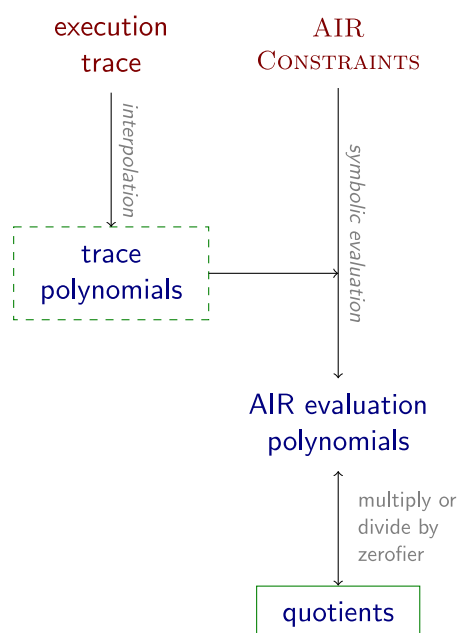 execution
trace
AIR
CONSTRAINTS
interpolation
symbolic evaluation
trace
polynomials
AIR evaluation
polynomials
multiply or
divide by
zerofier
quotients